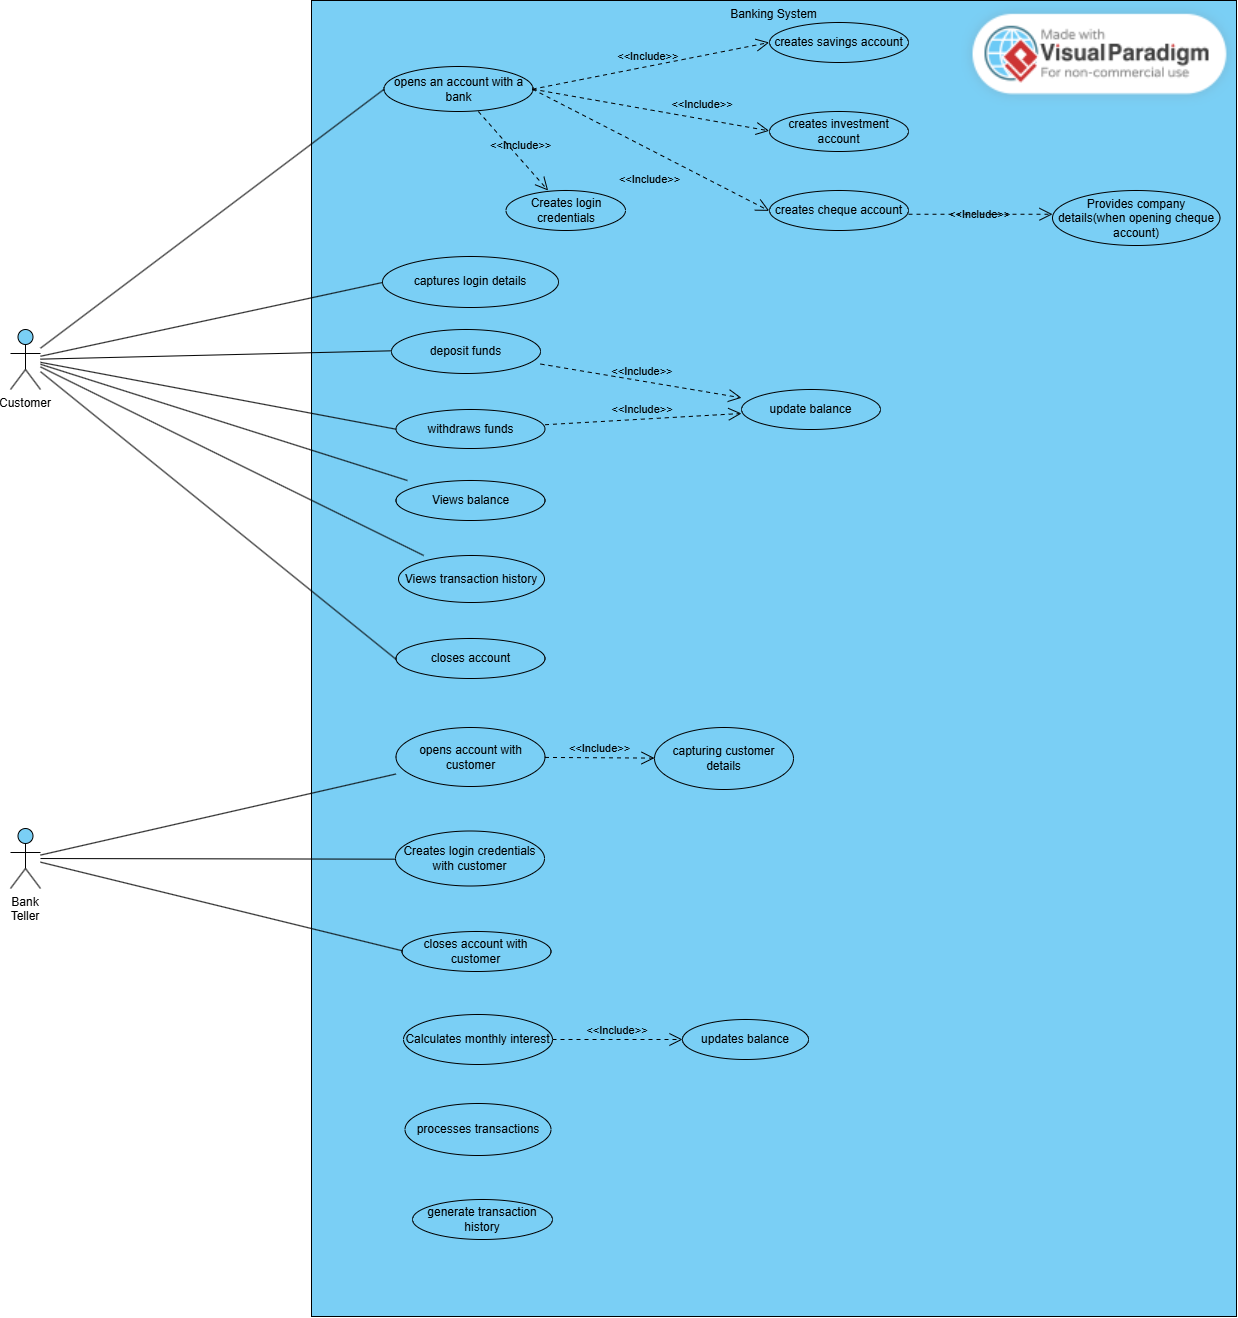 Banking System
Made with
VisualParadigm
For non-commercial use
creates savings account
<<Include>>
opens an account with a
bank
<<Include>>
creates investment
account
<<Include>>
<<Include>>
Creates login
credentials
creates cheque account
<<Include>>
Provides company
details(when opening cheque
account)
captures login details
deposit funds
<<Include>>
Customer
<<Include>>
update balance
withdraws funds
Views balance
Views transaction history
closes account
opens account with
customer
<<Include>>
capturing customer
details
Creates login credentials
with customer
Bank
Teller
closes account with
customer
Calculates monthly interest
<<Include>>
updates balance
processes transactions
generate transaction
history